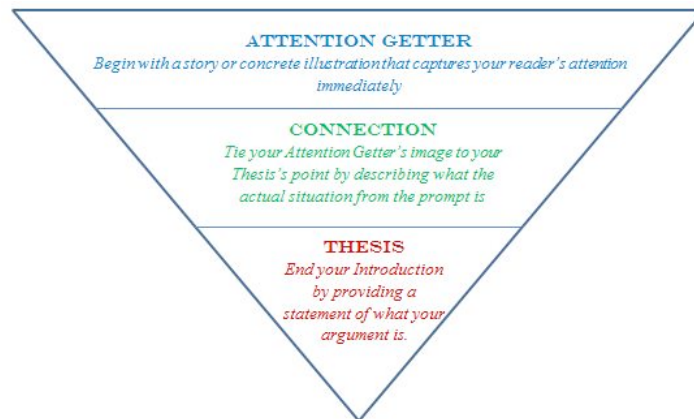 ATTENTION GETTER
Begin with a story or concrete illustration that captures your reader's attention
immediately
CONNECTION
Tie your Attention Getter's image to your
Thesis's point by describing what the
actual situation from the prompt is
THESIS
End your Introduction
by providing a
statement of what your
argument is.